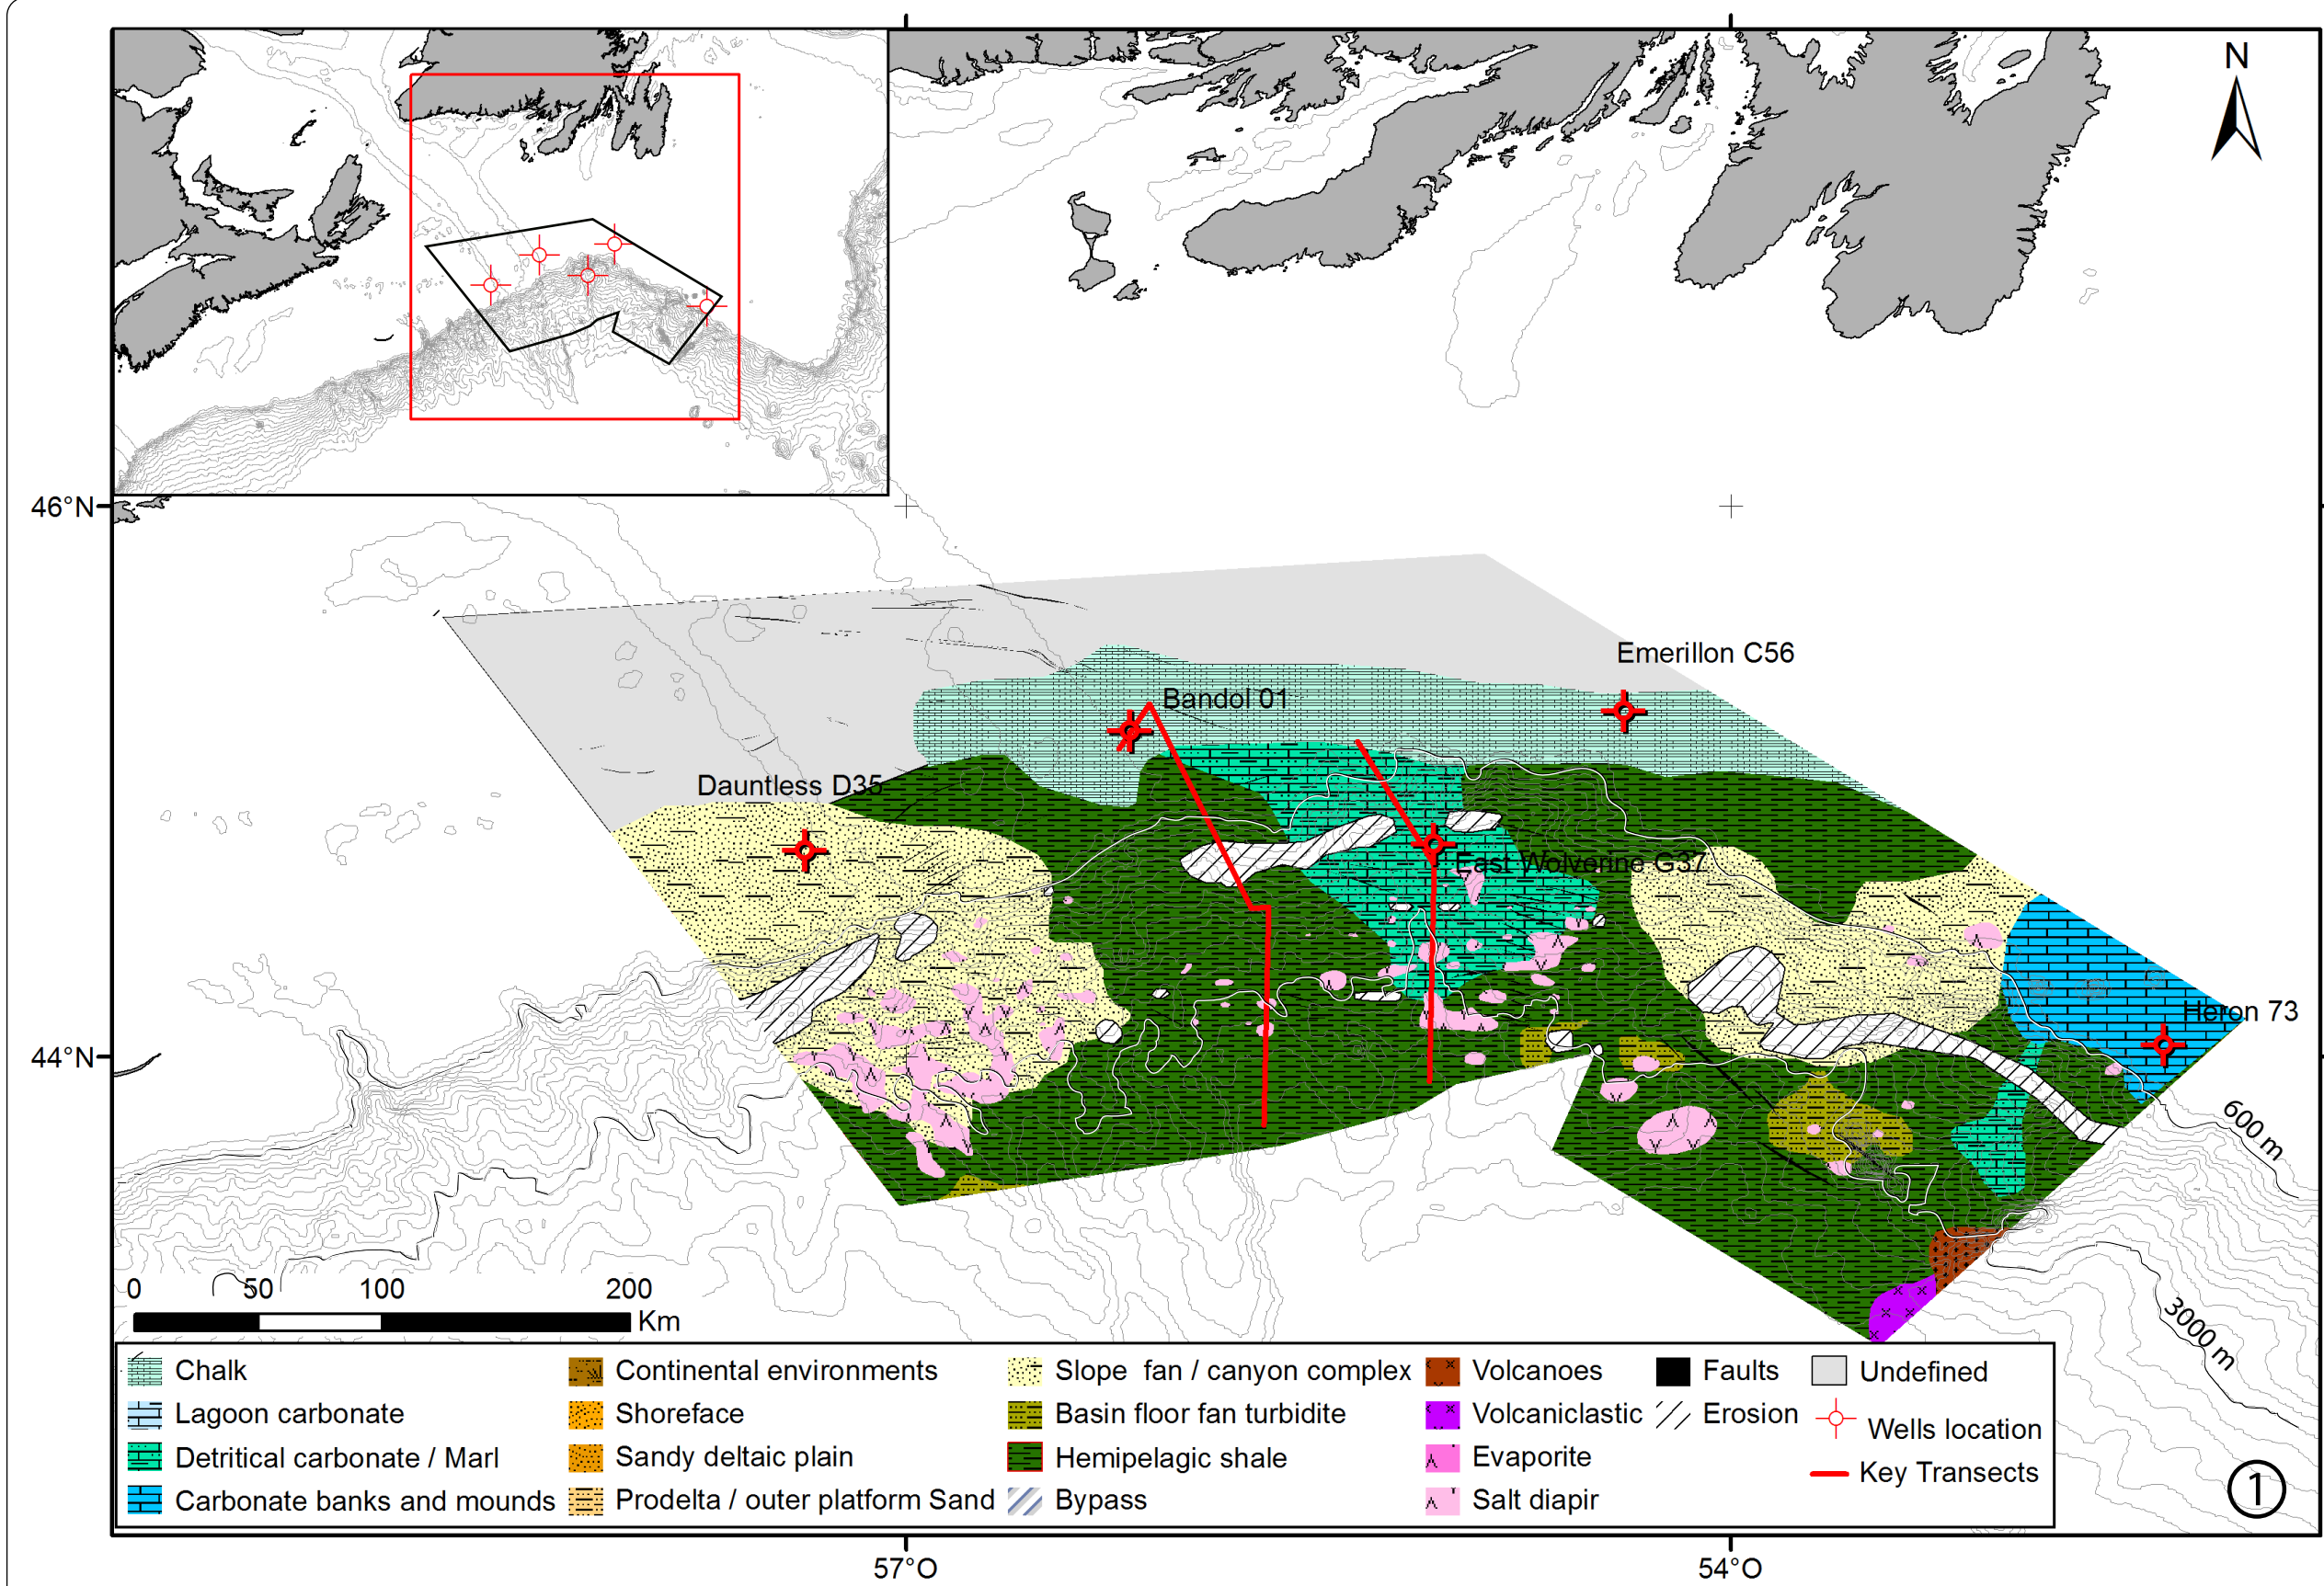 N
46°N
Emerillon C56
Bandol 01
Dauntless D35
East Wolverine G37
Heron 73
44°N
600 m
3000 m
0 50 100 200
Km
Chalk
Lagoon carbonate
Detritical carbonate / Marl
Carbonate banks and mounds
Continental environments
Shoreface
Sandy deltaic plain
Prodelta / outer platform Sand
Slope fan / canyon complex
Basin floor fan turbidite
Hemipelagic shale
Bypass
Volcanoes
Volcaniclastic
Evaporite
Salt diapir
Faults
Erosion
Undefined
Wells location
Key Transects
1
57°O
54°O